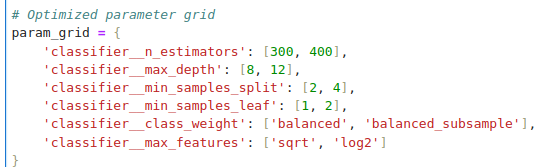 # Optimized parameter grid
param_grid = {
    'classifier__n_estimators': [300, 400],
    'classifier__max_depth': [8, 12],
    'classifier__min_samples_split': [2, 4],
    'classifier__min_samples_leaf': [1, 2],
    'classifier__class_weight': ['balanced', 'balanced_subsample'],
    'classifier__max_features': ['sqrt', 'log2']
}